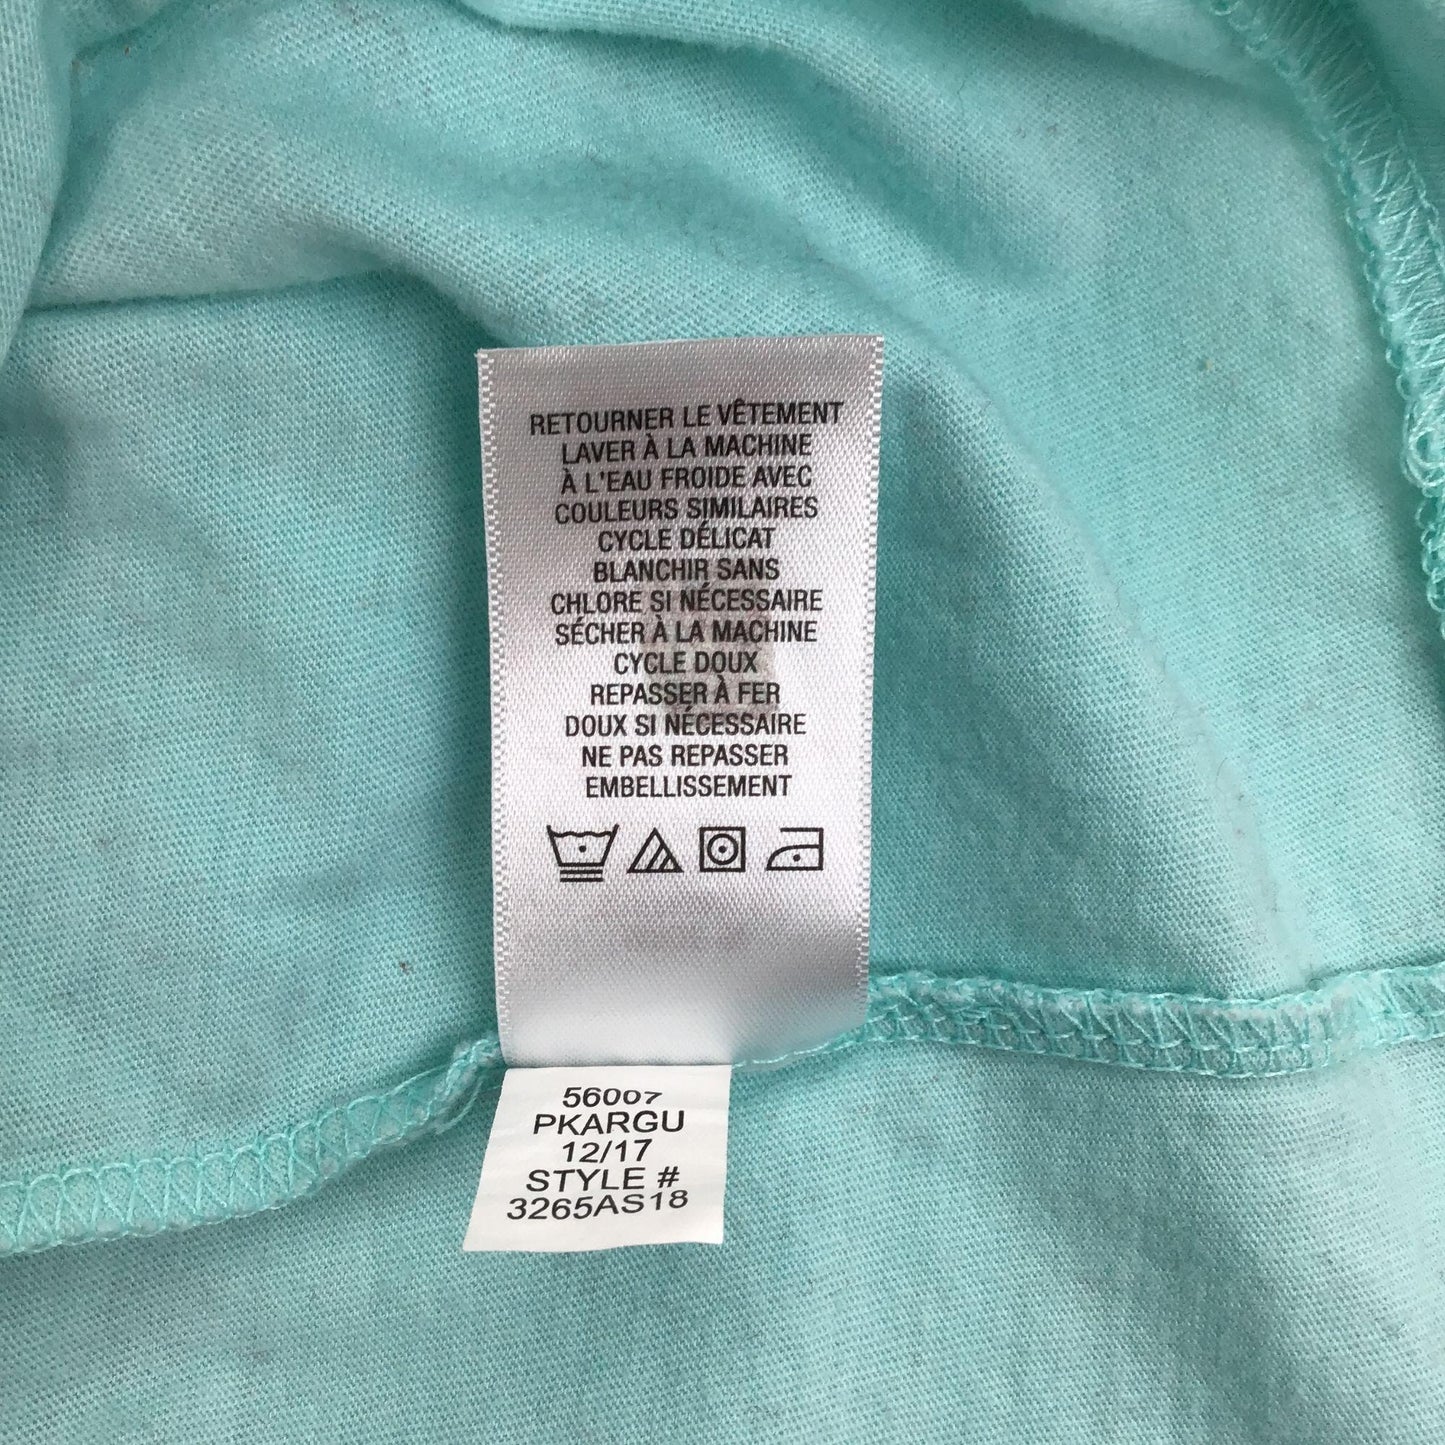 RETOURNER LE VÊTEMENT
LAVER À LA MACHINE
À L'EAU FROIDE AVEC
COULEURS SIMILAIRES
CYCLE DÉLICAT
BLANCHIR SANS
CHLORE SI NÉCESSAIRE
SÉCHER À LA MACHINE
CYCLE DOUX
REPASSER À FER
DOUX SI NÉCESSAIRE
NE PAS REPASSER
EMBELLISSEMENT
56007
PKARGU
12/17
STYLE #
3265AS18